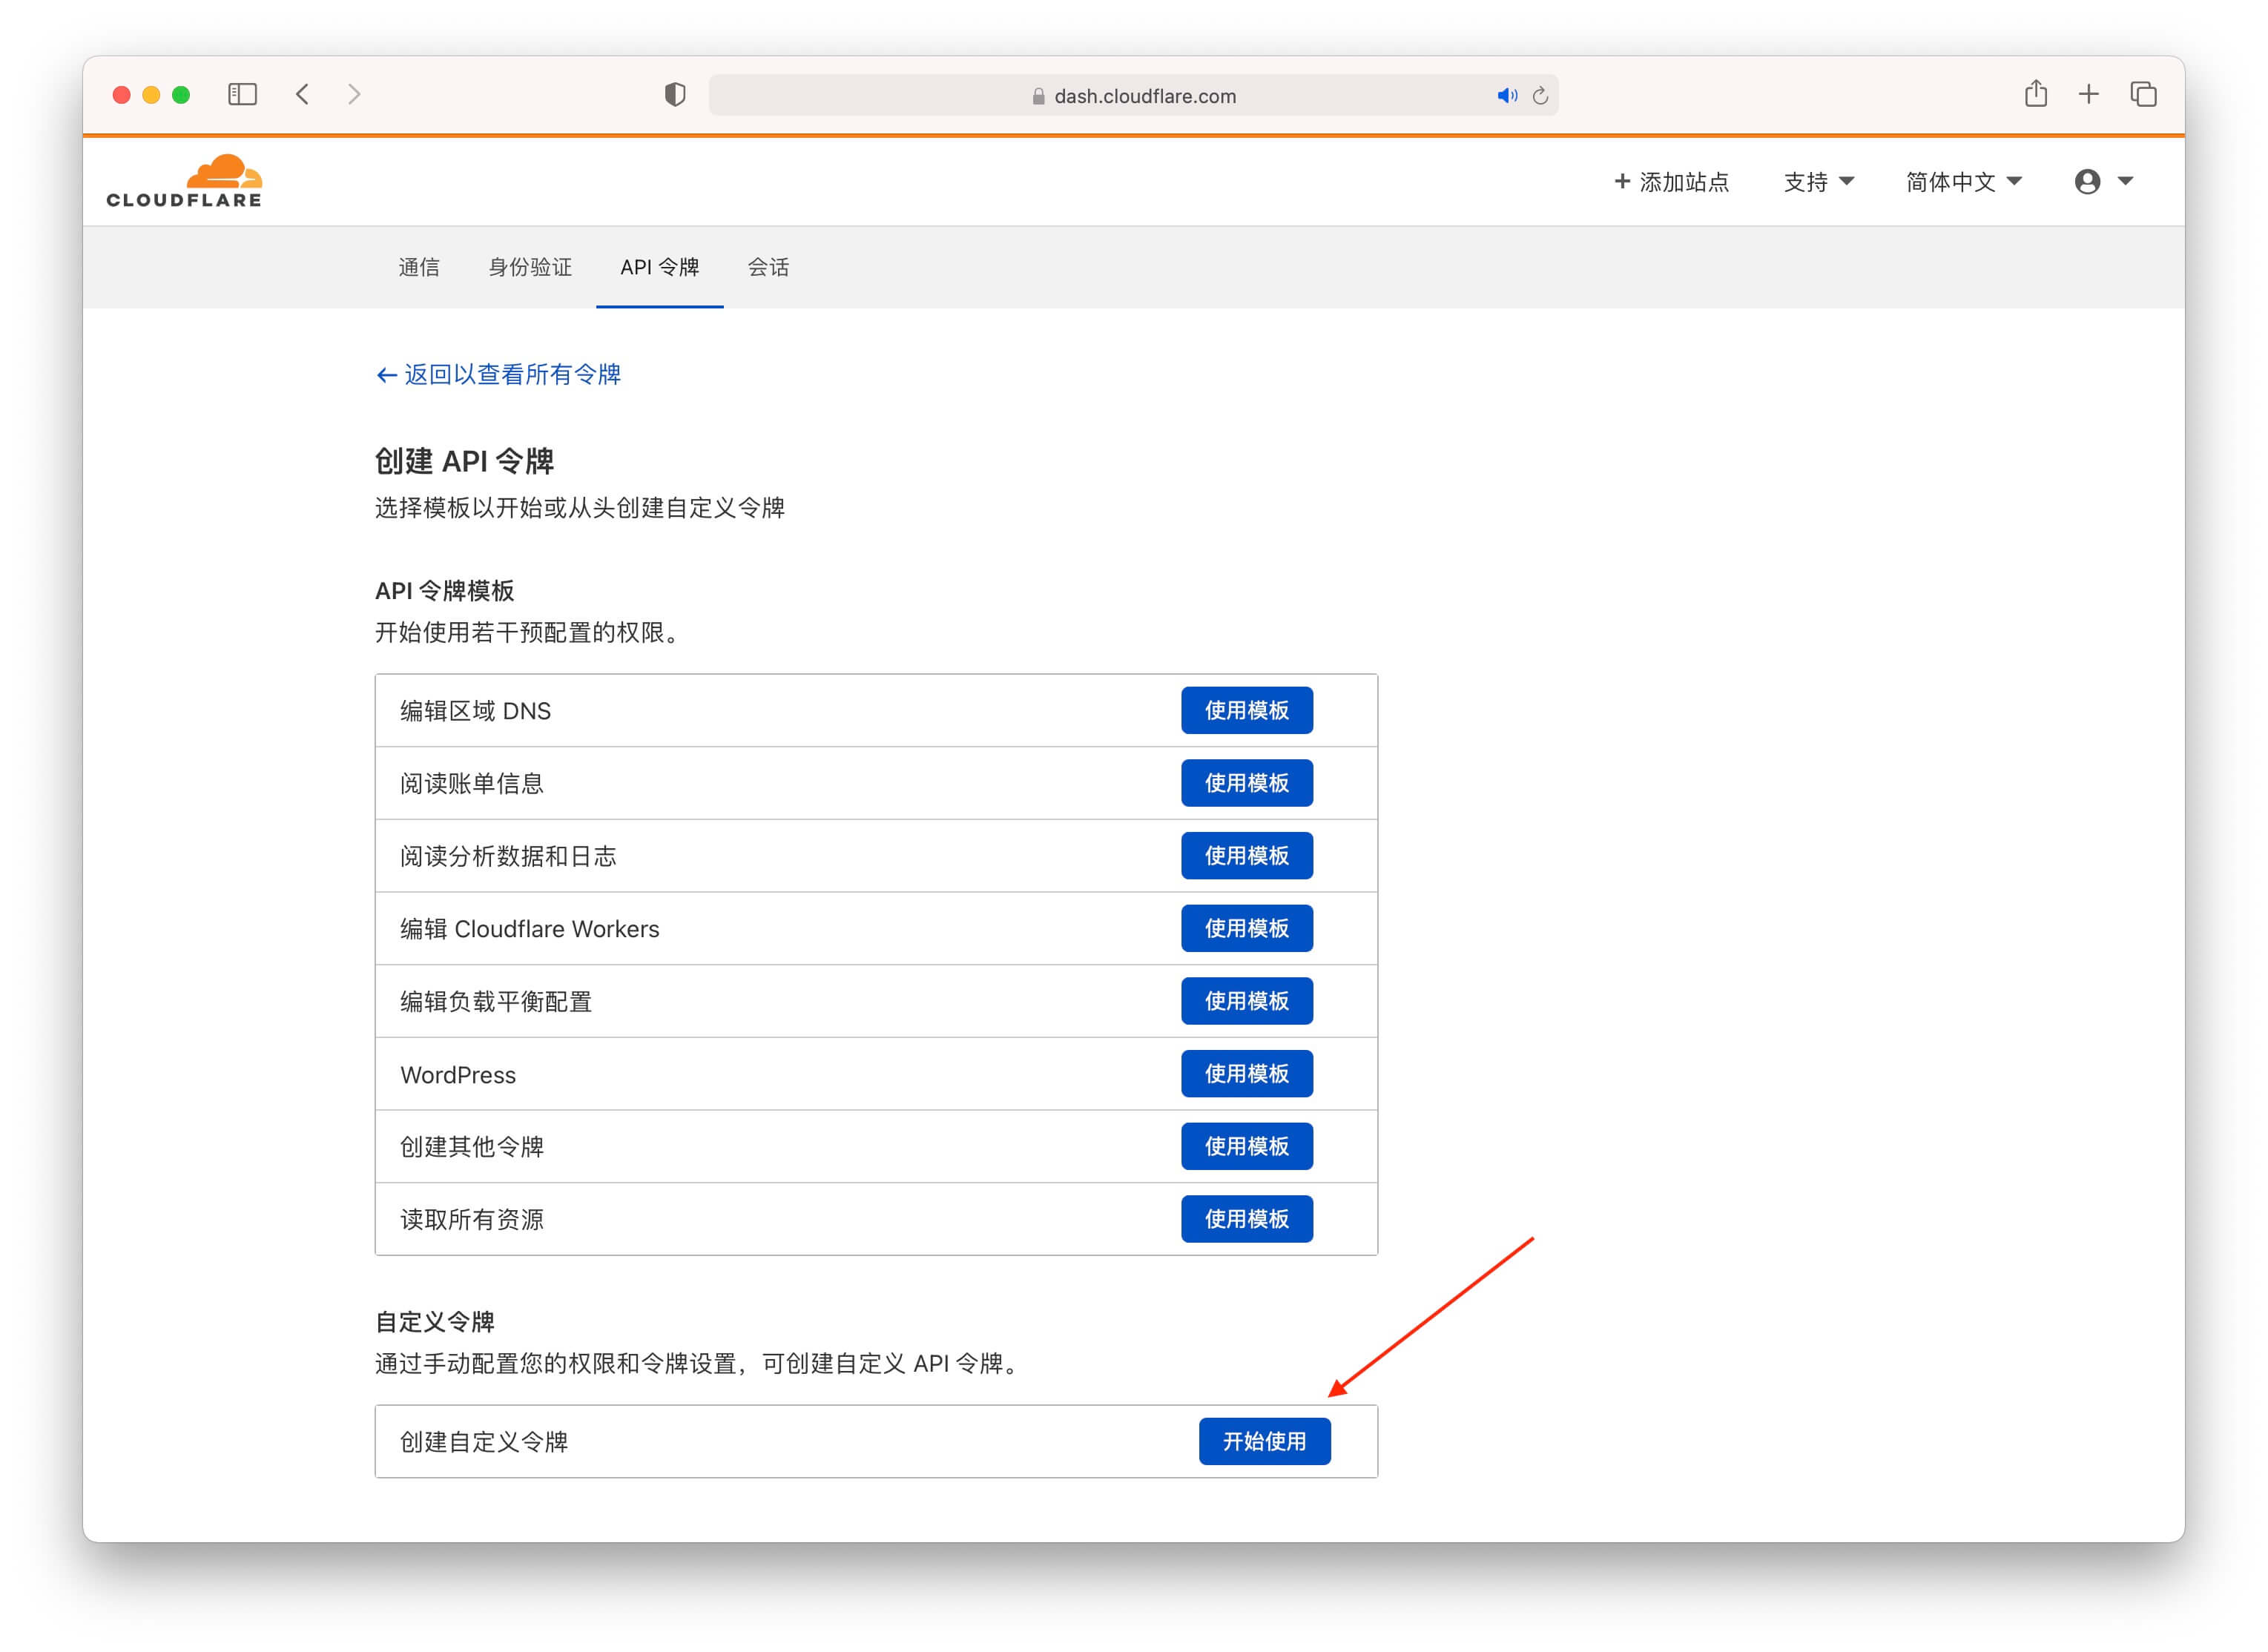 dash.cloudflare.com
CLOUDFLARE
+ 添加站点 支持 简体中文
通信 身份验证 API 令牌 会话
← 返回以查看所有令牌
创建 API 令牌
选择模板以开始或从头创建自定义令牌
API 令牌模板
开始使用若干预配置的权限。
编辑区域 DNS 使用模板
阅读账单信息 使用模板
阅读分析数据和日志 使用模板
编辑 Cloudflare Workers 使用模板
编辑负载平衡配置 使用模板
WordPress 使用模板
创建其他令牌 使用模板
读取所有资源 使用模板
自定义令牌
通过手动配置您的权限和令牌设置，可创建自定义 API 令牌。
创建自定义令牌 开始使用